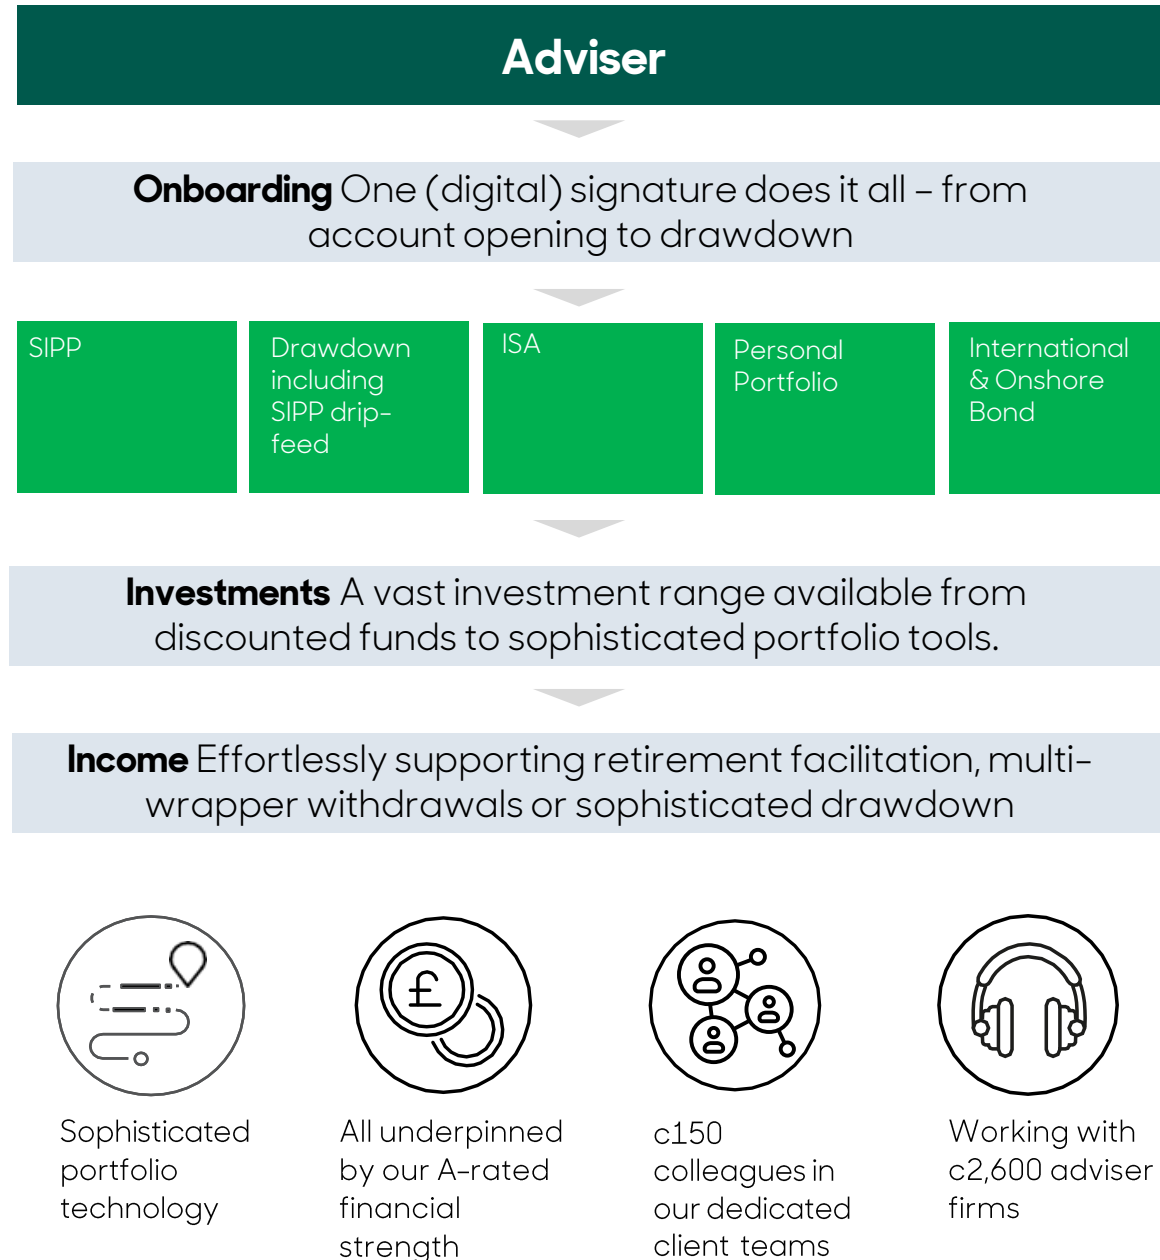 Adviser
Onboarding One (digital) signature does it all – from
account opening to drawdown
SIPP
Drawdown
including
SIPP drip-
feed
ISA
Personal
Portfolio
International
& Onshore
Bond
Investments A vast investment range available from
discounted funds to sophisticated portfolio tools.
Income Effortlessly supporting retirement facilitation, multi-
wrapper withdrawals or sophisticated drawdown
£
Sophisticated
portfolio
technology
All underpinned
by our A-rated
financial
strength
c150
colleagues in
our dedicated
client teams
Working with
c2,600 adviser
firms